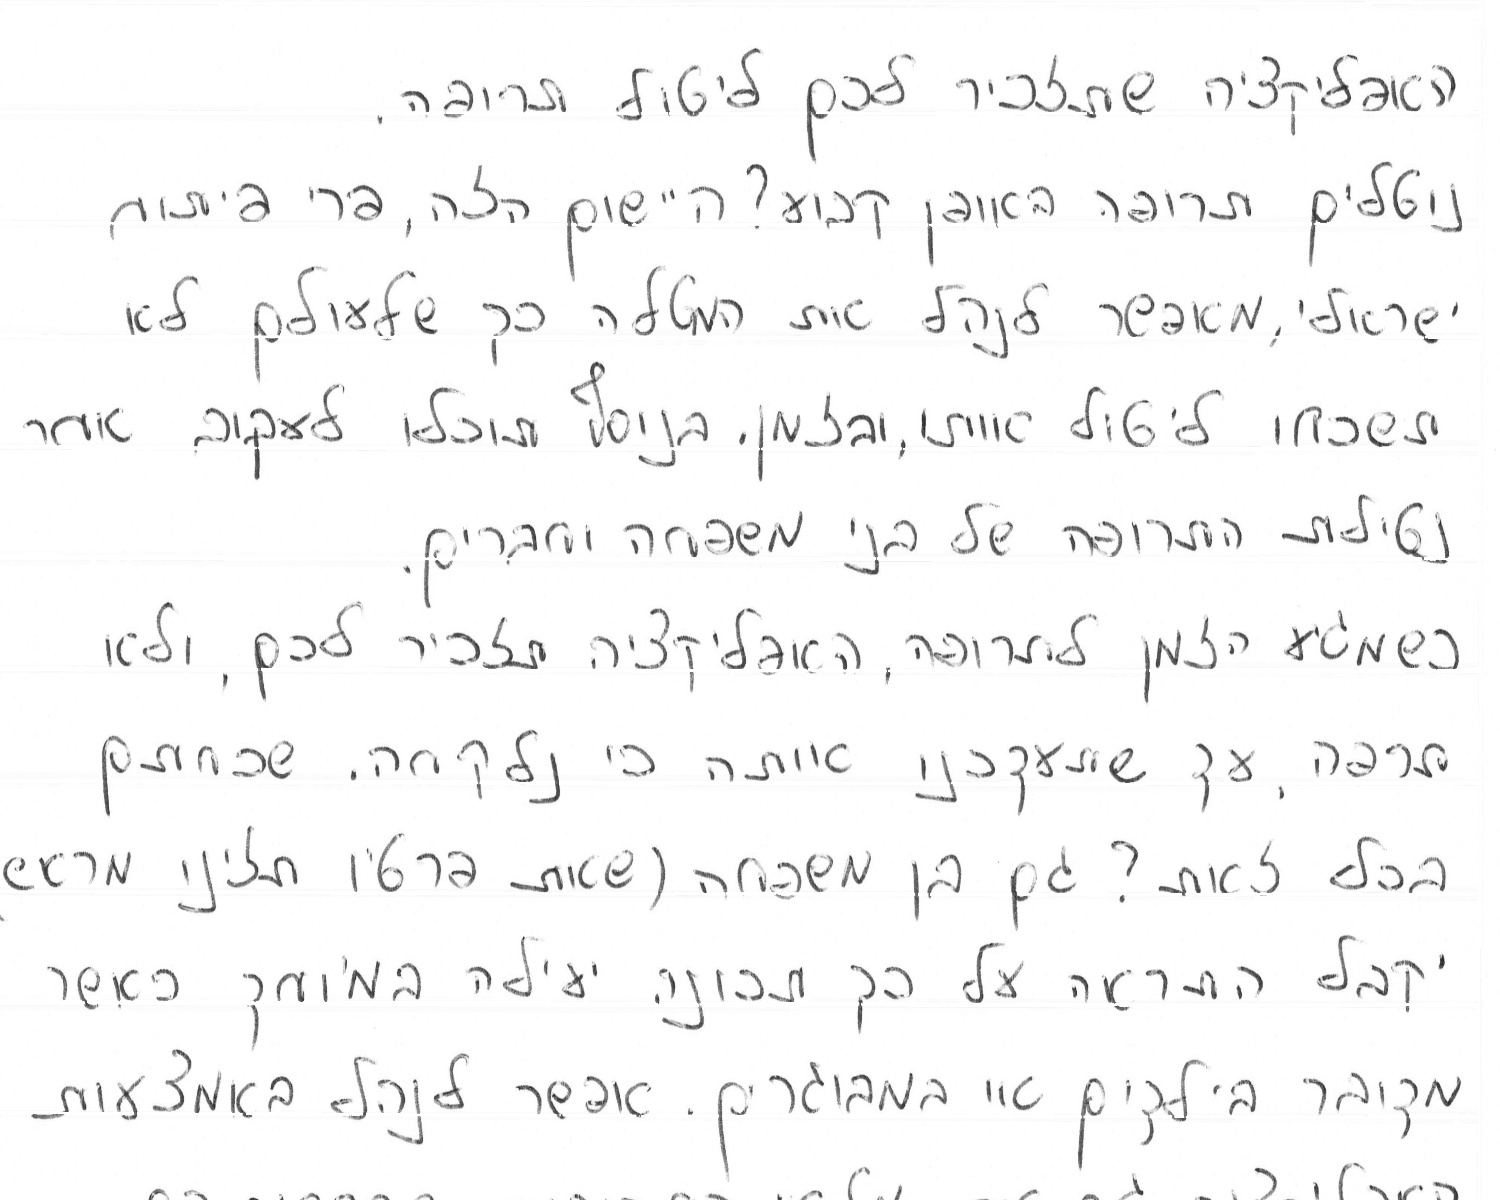 האפליקציה שתזכיר לכם ליטול תרופה.
נוטלים תרופה באופן קבוע? היישום הזה, פרי פיתוח
ישראלי, מאפשר לנהל את המטלה כך שלעולם לא
תשכחו ליטול אותו, ובזמן. בנוסף תוכלו לעקוב אחר
נטילת התרופה של בני משפחה וחברים.
כשמגיע הזמן לתרופה, האפליקציה תזכיר לכם, ולא
תרפה, עד שתעדכנו אותה כי נלקחה. שכחתם
בכל זאת? גם בן משפחה (שאת פרטיו תזינו מראש
יקבל התראה על כך תכונה יעילה במיוחד כאשר
מדובר בילדים או במבוגרים. אפשר לנהל באמצעות